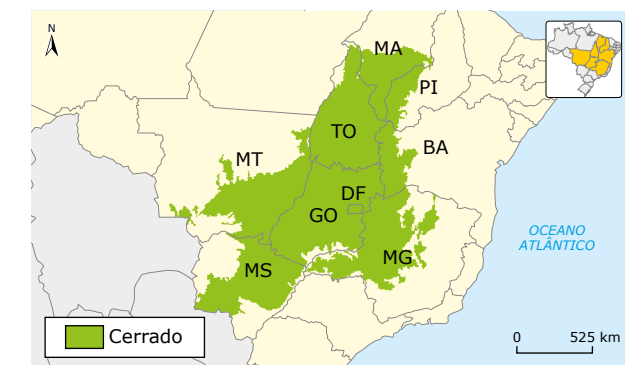 N
MA
PI
TO
BA
MT
DF
GO
OCEANO
ATLÂNTICO
MG
MS
Cerrado
0 525 km